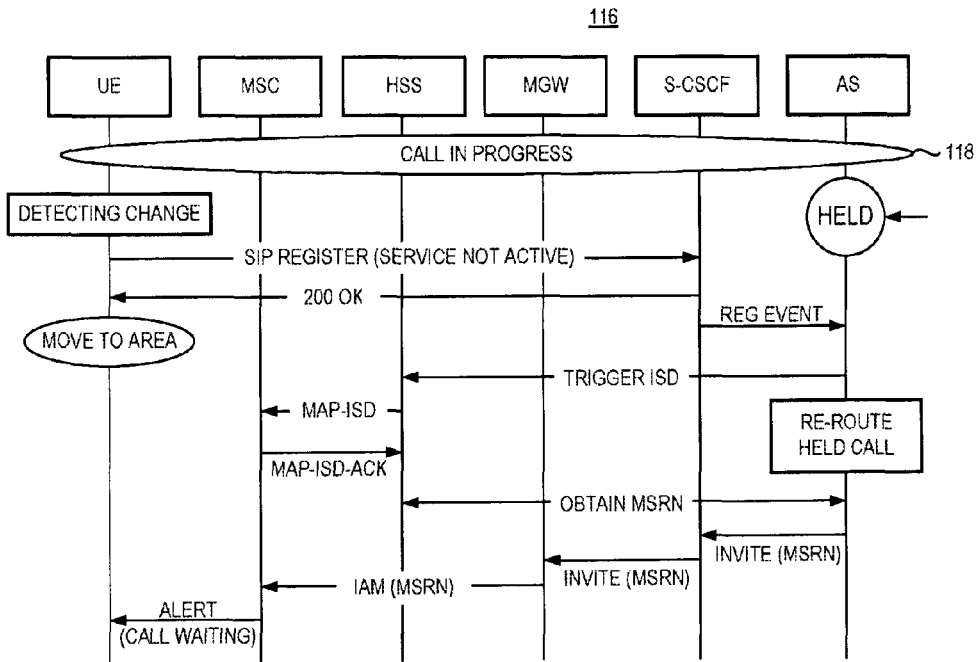 116
UE
MSC
HSS
MGW
S-CSCF
AS
CALL IN PROGRESS
118
DETECTING CHANGE
HELD
SIP REGISTER (SERVICE NOT ACTIVE)
200 OK
REG EVENT
MOVE TO AREA
TRIGGER ISD
MAP-ISD
RE-ROUTE
HELD CALL
MAP-ISD-ACK
OBTAIN MSRN
INVITE (MSRN)
INVITE (MSRN)
IAM (MSRN)
ALERT
(CALL WAITING)